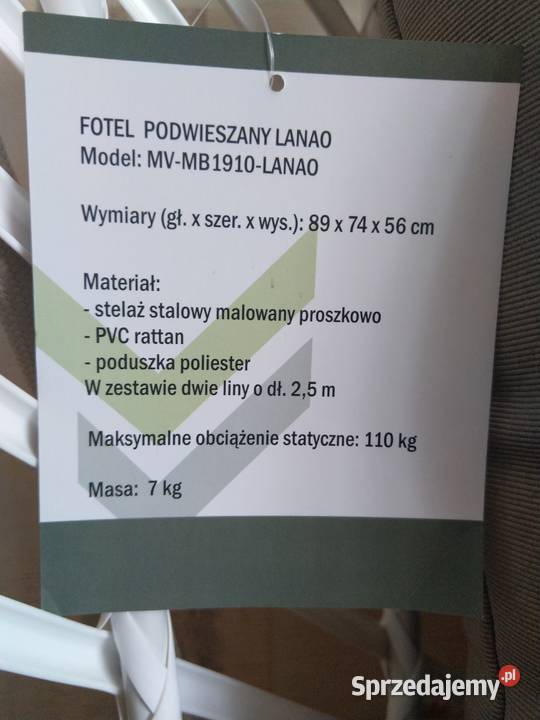 FOTEL PODWIESZANY LANAO
Model: MV-MB1910-LANAO
Wymiary (gł. x szer. x wys.): 89 x 74 x 56 cm
Materiał:
- stelaż stalowy malowany proszkowo
- PVC rattan
- poduszka poliester
W zestawie dwie liny o dł. 2,5 m
Maksymalne obciążenie statyczne: 110 kg
Masa: 7 kg
Sprzedajemy.pl